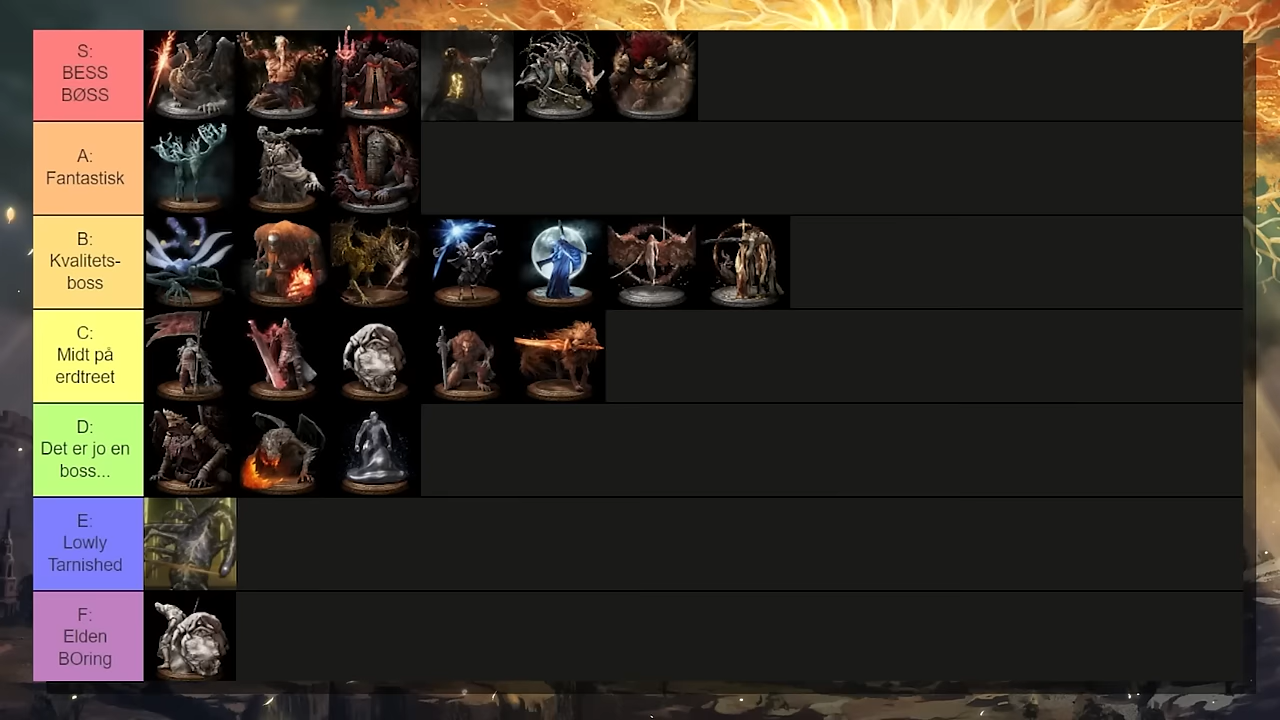 S:
BESS
BØSS
A:
Fantastisk
B:
Kvalitets-
boss
C:
Midt på
erdtreet
D:
Det er jo en
boss...
E:
Lowly
Tarnished
F:
Elden
BOring